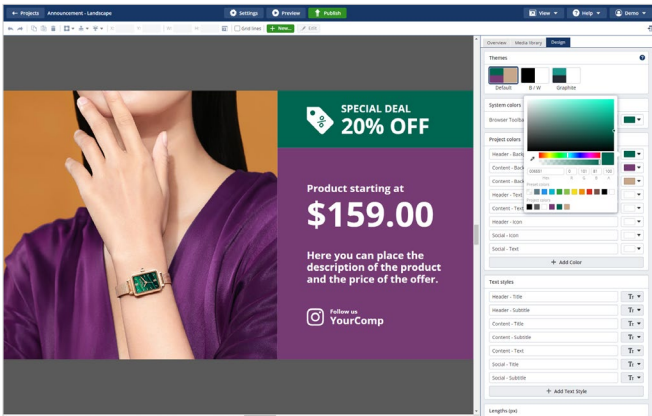 ← Projects
Announcement - Landscape
Settings
Preview
Publish
View
Help
Demo
Grid lines
+ New...
Edit
Overview
Media library
Design
Themes
Default
B / W
Graphite
System colors
Browser Toolba
Project colors
Header - Back
Content - Bac
Content - Back
Header - Text
Content - Text
Header - Icon
Social - Icon
Social - Text
+ Add Color
Text styles
Header - Title
Header - Subtitle
Content - Title
Content - Subtitle
Content - Text
Social - Title
Social - Subtitle
+ Add Text Style
Lengths (px)
SPECIAL DEAL
20% OFF
Product starting at
$159.00
Here you can place the
description of the product
and the price of the offer.
Follow us
YourComp